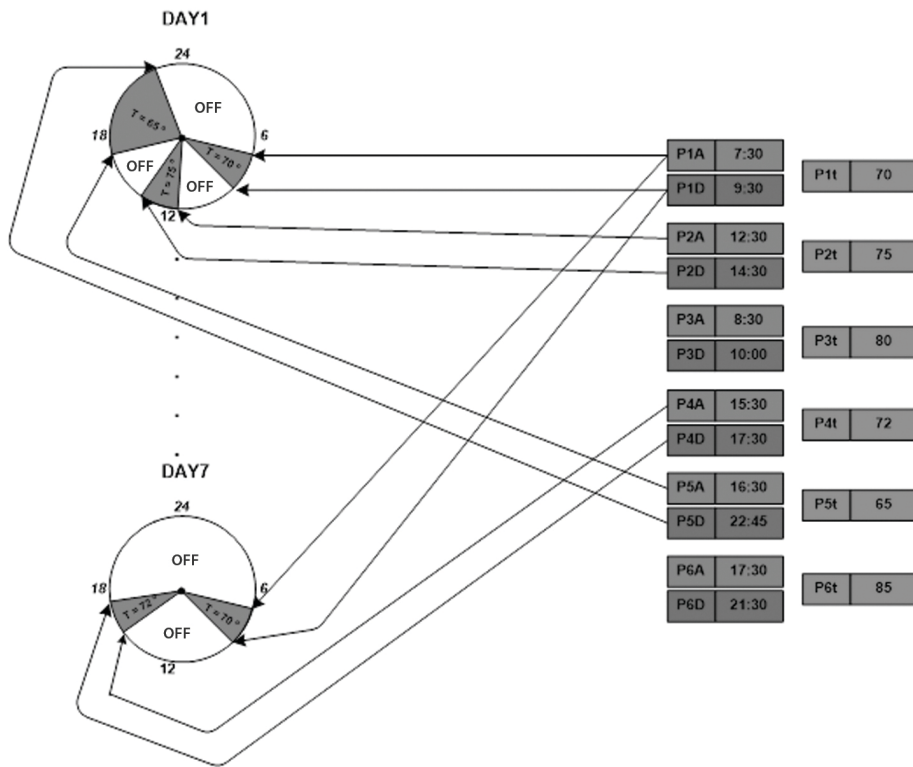 DAY1
24
OFF
T = 65 º
18
6
OFF
T = 75 º
OFF
T = 70 º
12
P1A 7:30
P1D 9:30
P1t 70
P2A 12:30
P2D 14:30
P2t 75
P3A 8:30
P3D 10:00
P3t 80
P4A 15:30
P4D 17:30
P4t 72
P5A 16:30
P5D 22:45
P5t 65
P6A 17:30
P6D 21:30
P6t 85
DAY7
24
OFF
18
6
T = 72 º
T = 70 º
OFF
12